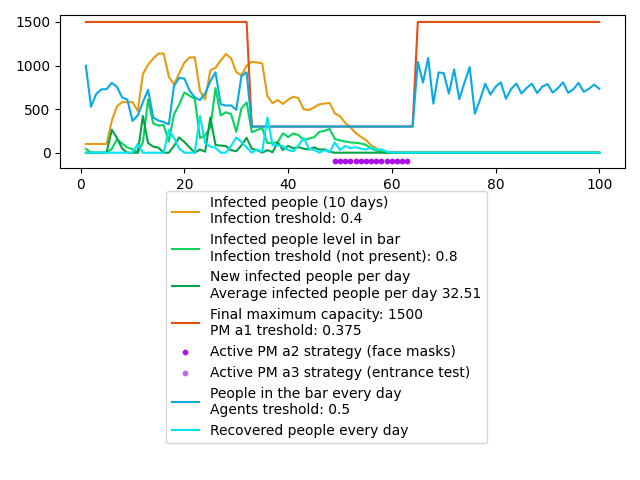 1500
1000
500
0
0
20
40
60
80
100
Infected people (10 days)
Infection treshold: 0.4
Infected people level in bar
Infection treshold (not present): 0.8
New infected people per day
Average infected people per day 32.51
Final maximum capacity: 1500
PM a1 treshold: 0.375
Active PM a2 strategy (face masks)
Active PM a3 strategy (entrance test)
People in the bar every day
Agents treshold: 0.5
Recovered people every day